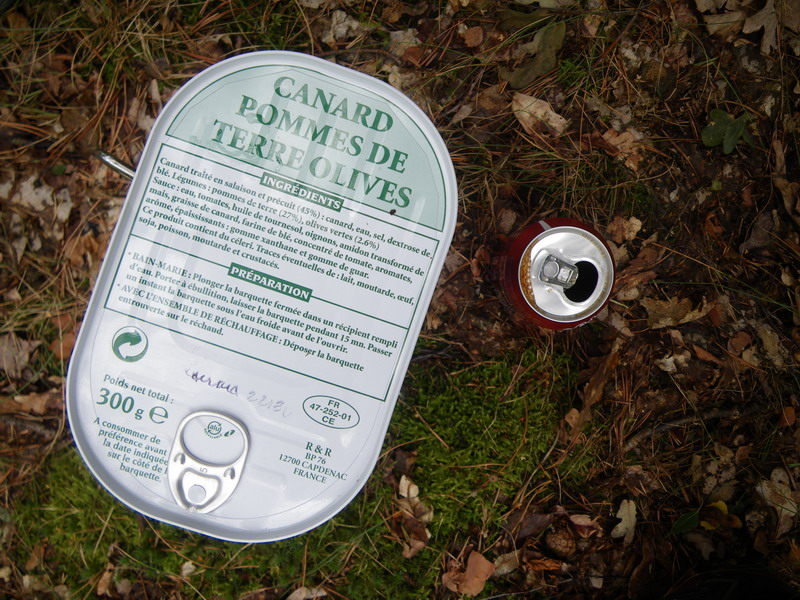 CANARD
POMMES DE
TERRE OLIVES
INGRÉDIENTS
Canard traité en salaison et précuit (45%) : canard, eau, sel, dextrose de
blé. Légumes : pommes de terre (27%), olives vertes (2.6%)
Sauce : eau, tomates, huile de tournesol, oignons, amidon transformé de
maïs, graisse de canard, farine de blé, concentré de tomate, aromates,
arôme, épaississants : gomme xanthane et gomme de guar.
Ce produit contient du céleri. Traces éventuelles de : lait, moutarde, œuf,
soja, poisson, moutarde et crustacés.
PRÉPARATION
• BAIN-MARIE : Plonger la barquette fermée dans un récipient rempli
d'eau. Porter à ébullition, laisser la barquette pendant 15 mn. Passer
un instant la barquette sous l'eau froide avant de l'ouvrir.
• AVEC L'ENSEMBLE DE RÉCHAUFFAGE : Déposer la barquette
entrouverte sur le réchaud.
Poids net total :
300 g e
A consommer de
préférence avant
la date indiquée
sur le côté de la
barquette.
alu
5
FR
47-252-01
CE
R & R
BP 76
12700 CAPDENAC
FRANCE